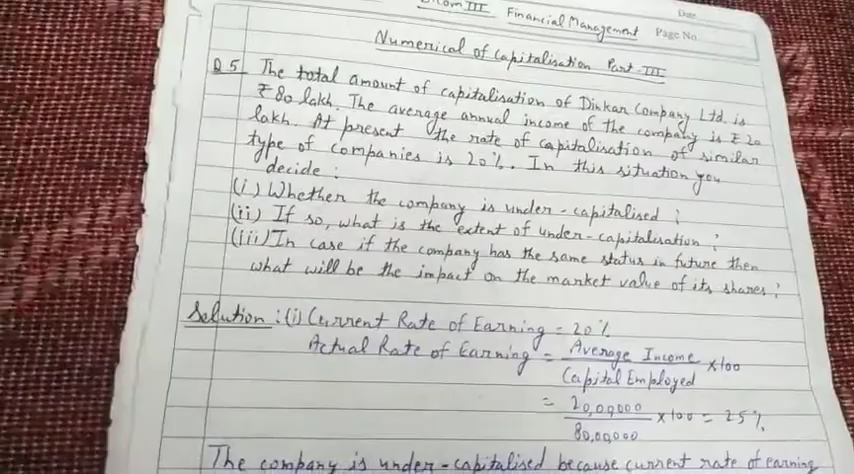 B.Com III Financial Management
Date
Page No
Numerical of Capitalisation Part-III
Q 5 The total amount of capitalisation of Dinkar Company Ltd. is
₹80 lakh. The average annual income of the company is ₹ 20
lakh. At present the rate of capitalisation of similar
type of companies is 20%. In this situation you
decide :
(i) Whether the company is under-capitalised ;
(ii) If so, what is the extent of under-capitalisation ;
(iii) In case if the company has the same status in future then
what will be the impact on the market value of its shares ;
Solution : (i) Current Rate of Earning = 20%
Actual Rate of Earning = Average Income / Capital Employed ×100
= 20,00,000 / 80,00,000 ×100 = 25%.
The company is under-capitalised because current rate of earning